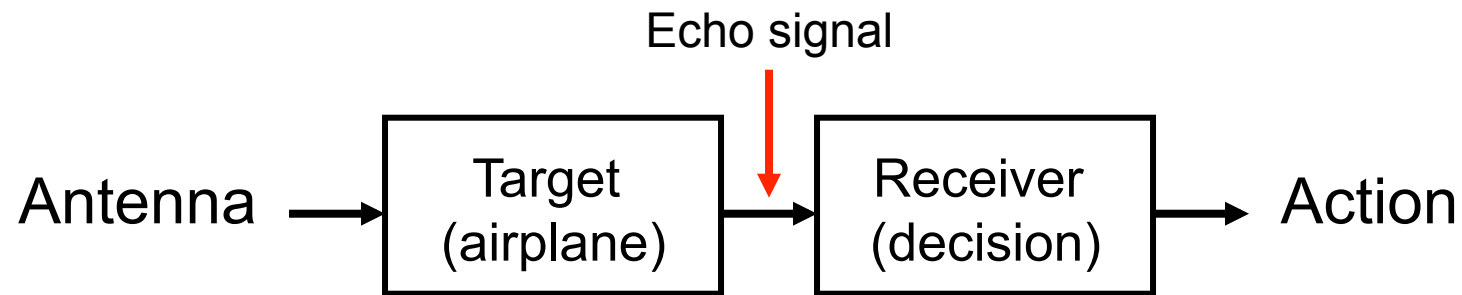 Echo signal
Antenna
Target
(airplane)
Receiver
(decision)
Action